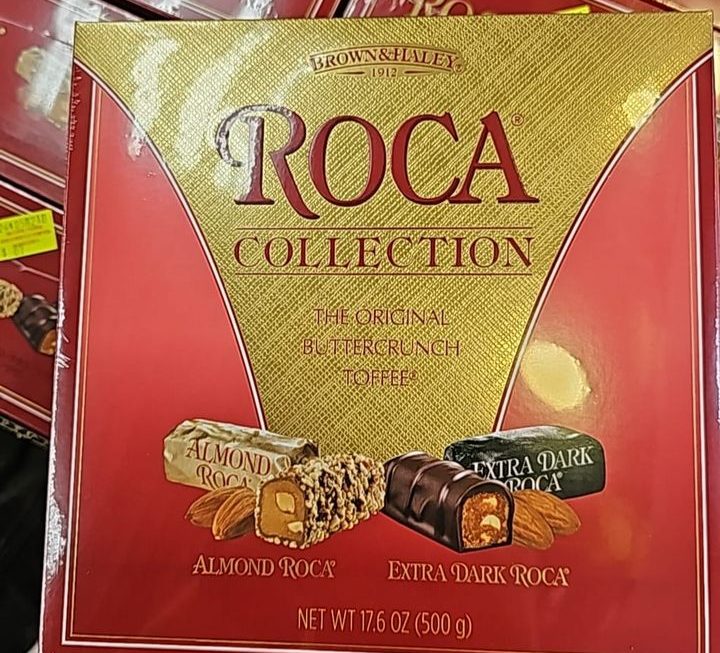 BROWN & HALEY®
1912
ROCA®
COLLECTION
THE ORIGINAL
BUTTERCRUNCH
TOFFEE®
ALMOND
ROCA®
EXTRA DARK
ROCA®
ALMOND ROCA®
EXTRA DARK ROCA®
NET WT 17.6 OZ (500 g)